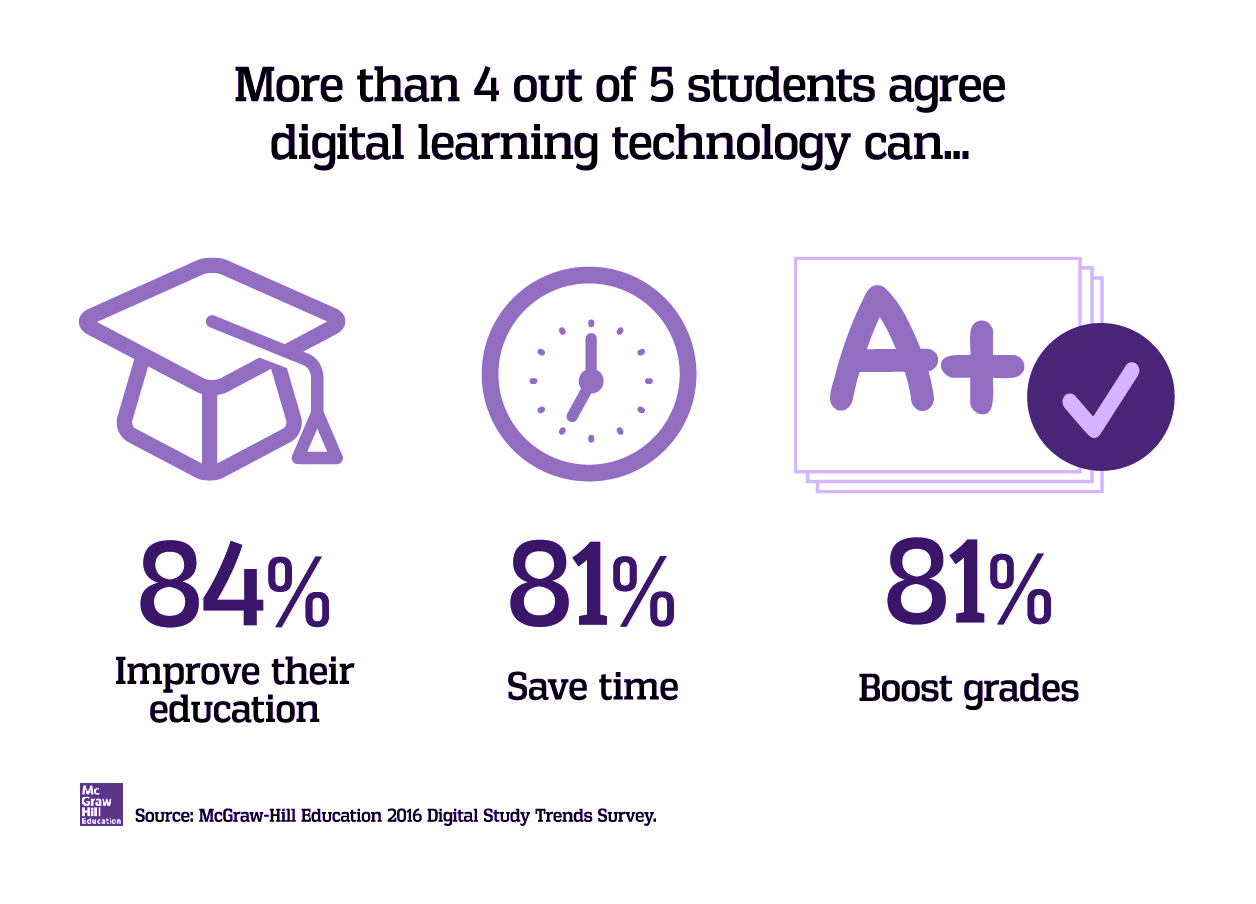 More than 4 out of 5 students agree
digital learning technology can...
A+
84%
81%
81%
Improve their
education
Save time
Boost grades
Mc
Graw
Hill
Education
Source: McGraw-Hill Education 2016 Digital Study Trends Survey.